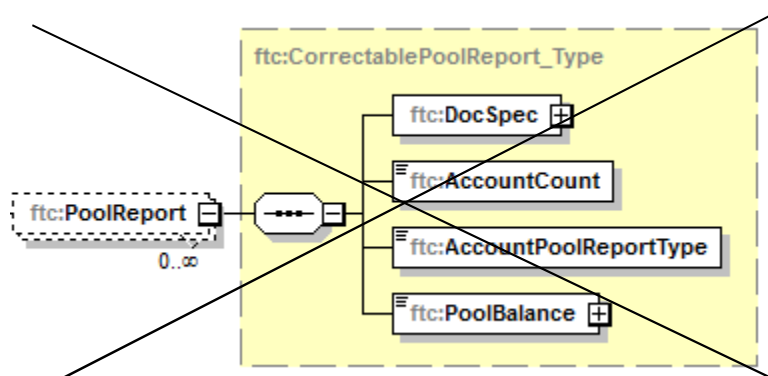 ftc:CorrectablePoolReport_Type
ftc:DocSpec
ftc:AccountCount
ftc:PoolReport
0..∞
ftc:AccountPoolReportType
ftc:PoolBalance